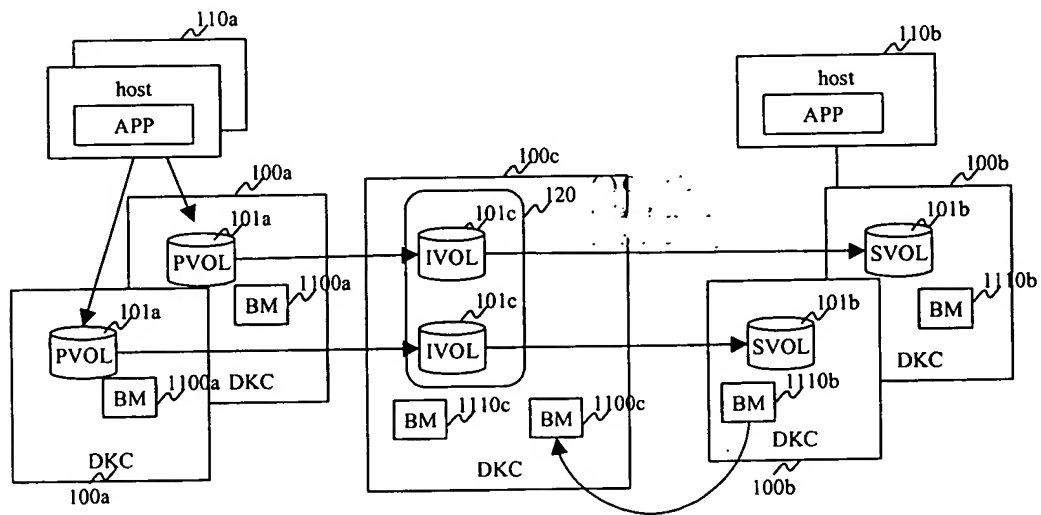 110a
host
APP
110b
host
APP
100a
101a
PVOL
1100a
BM
DKC
101a
PVOL
1100a
BM
DKC
100a
100c
120
101c
IVOL
101c
IVOL
1110c
BM
1100c
BM
DKC
100b
101b
SVOL
1110b
BM
DKC
101b
SVOL
1110b
BM
DKC
100b